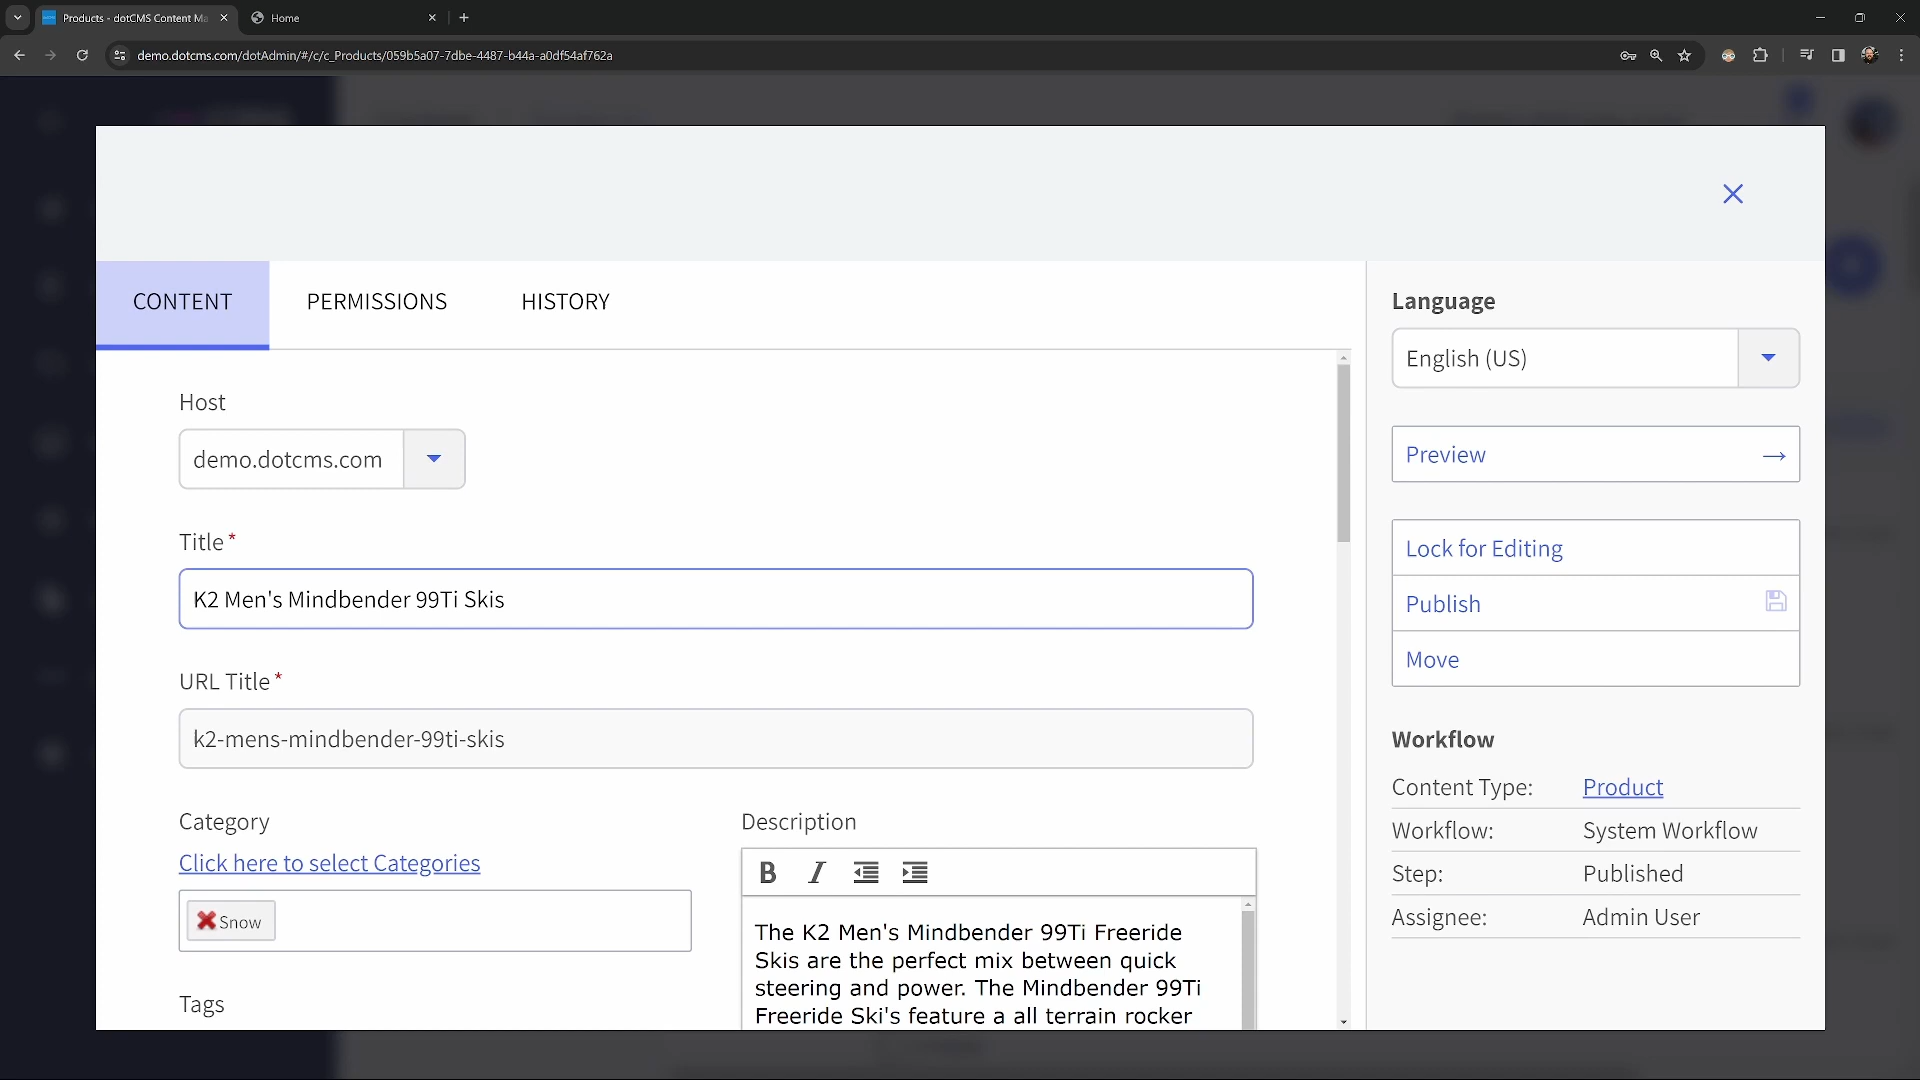 Products - dotCMS Content Ma
Home
demo.dotcms.com/dotAdmin/#/c/c_Products/059b5a07-7dbe-4487-b44a-a0df54af762a
CONTENT
PERMISSIONS
HISTORY
Host
demo.dotcms.com
Title*
K2 Men's Mindbender 99Ti Skis
URL Title*
k2-mens-mindbender-99ti-skis
Category
Click here to select Categories
Snow
Tags
Description
B I
The K2 Men's Mindbender 99Ti Freeride
Skis are the perfect mix between quick
steering and power. The Mindbender 99Ti
Freeride Ski's feature a all terrain rocker
Language
English (US)
Preview →
Lock for Editing
Publish
Move
Workflow
Content Type: Product
Workflow: System Workflow
Step: Published
Assignee: Admin User